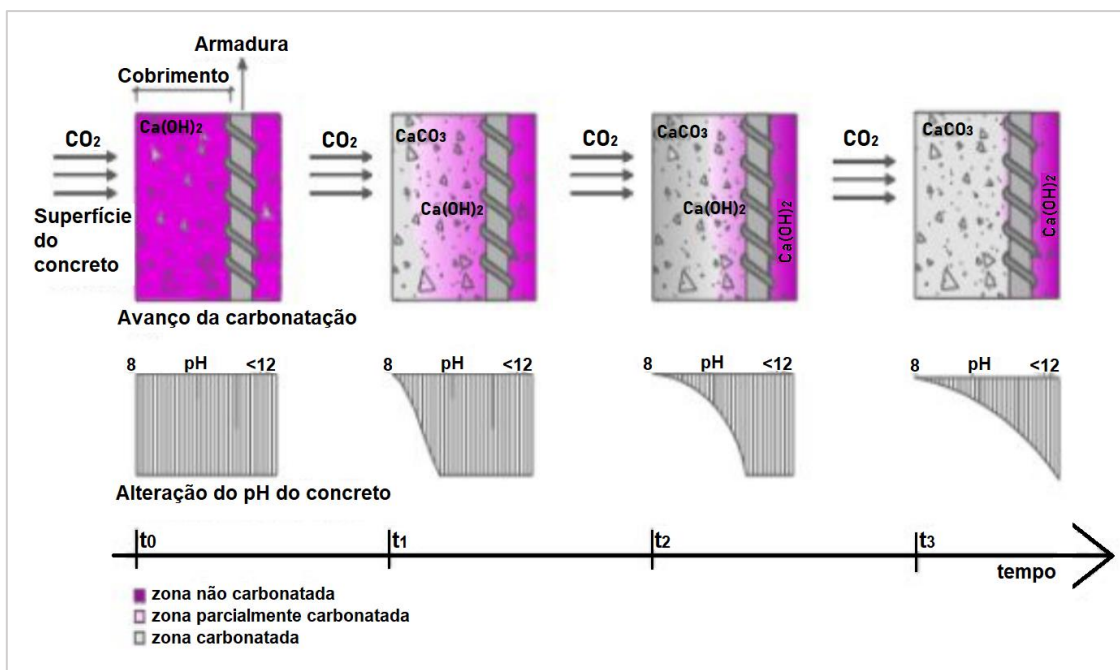 Armadura
Cobrimento
Ca(OH)₂
CO₂
CO₂
CaCO₃
Ca(OH)₂
CO₂
CaCO₃
Ca(OH)₂
Ca(OH)₂
CO₂
CaCO₃
Ca(OH)₂
Superfície
do
concreto
Avanço da carbonatação
8 pH <12
8 pH <12
8 pH <12
8 pH <12
Alteração do pH do concreto
t0
t1
t2
t3
tempo
zona não carbonatada
zona parcialmente carbonatada
zona carbonatada